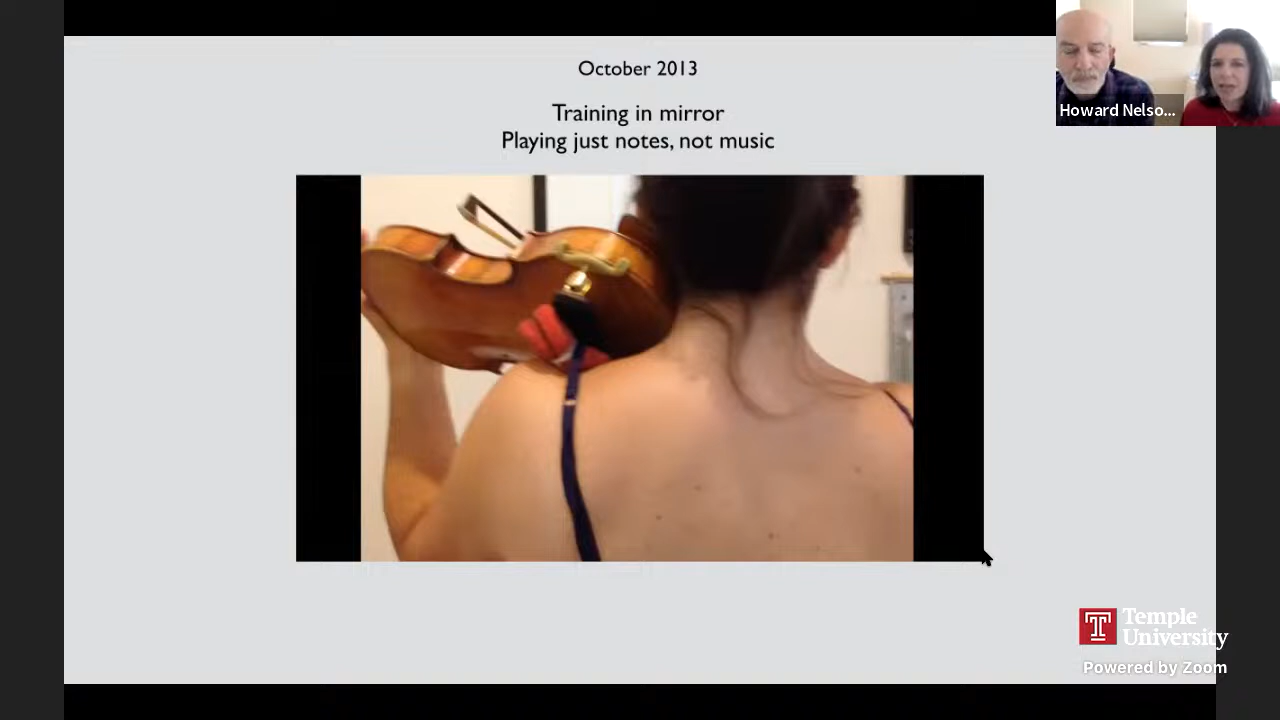 October 2013
Training in mirror
Playing just notes, not music
Howard Nelso...
Temple
University
Powered by Zoom